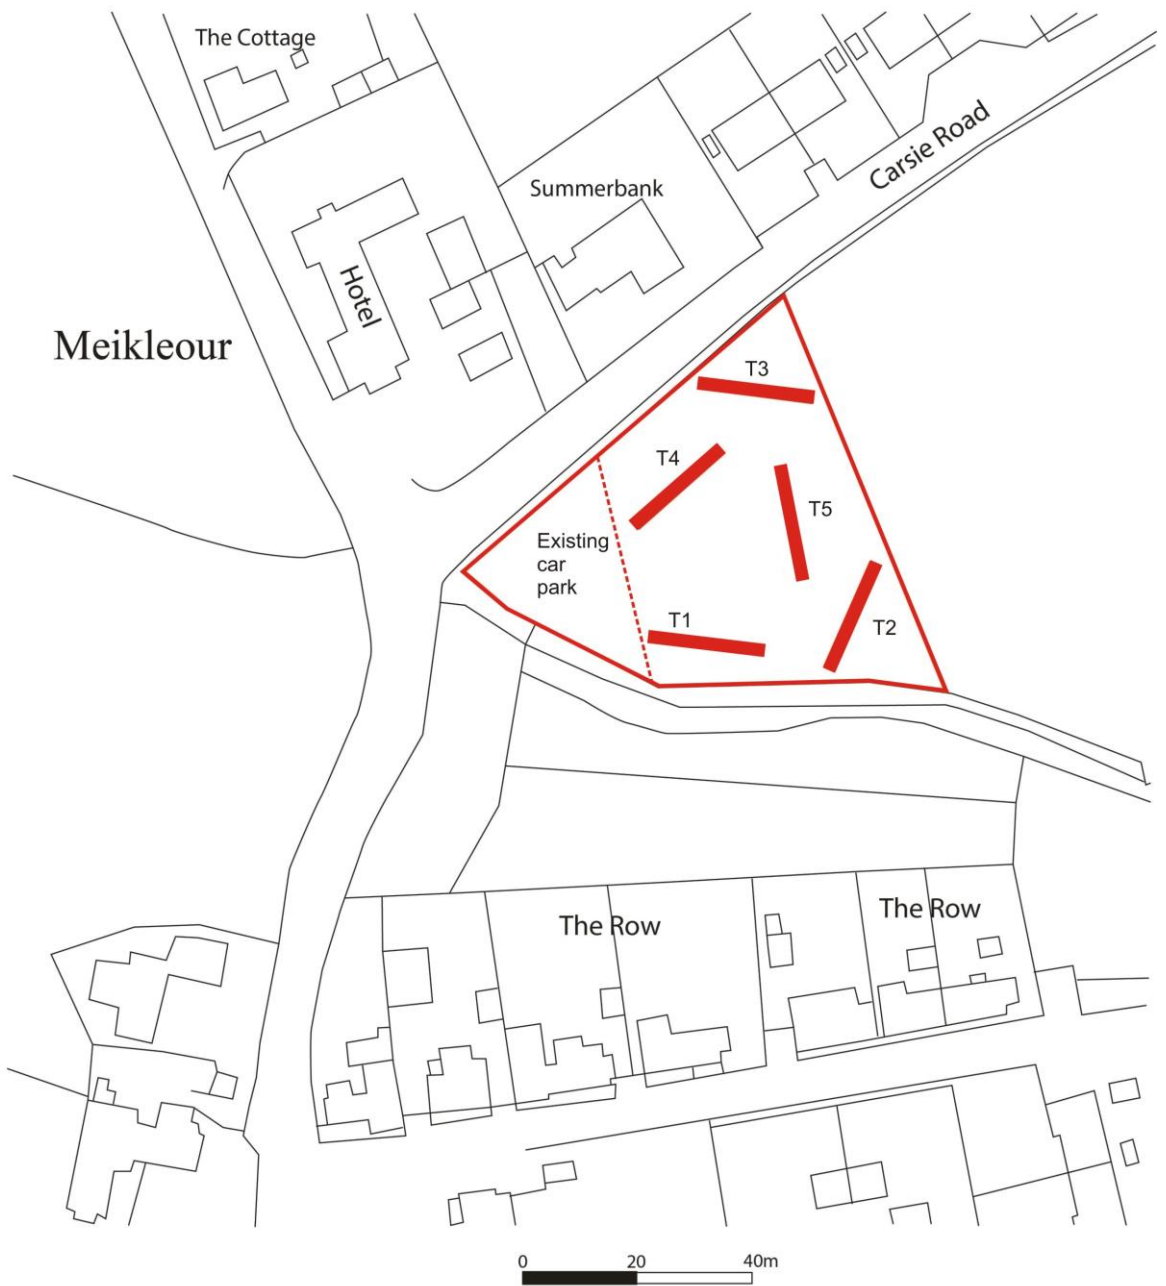 The Cottage
Carsie Road
Summerbank
Hotel
Meikleour
T3
T4
T5
Existing
car
park
T1
T2
The Row
The Row
0 20 40m